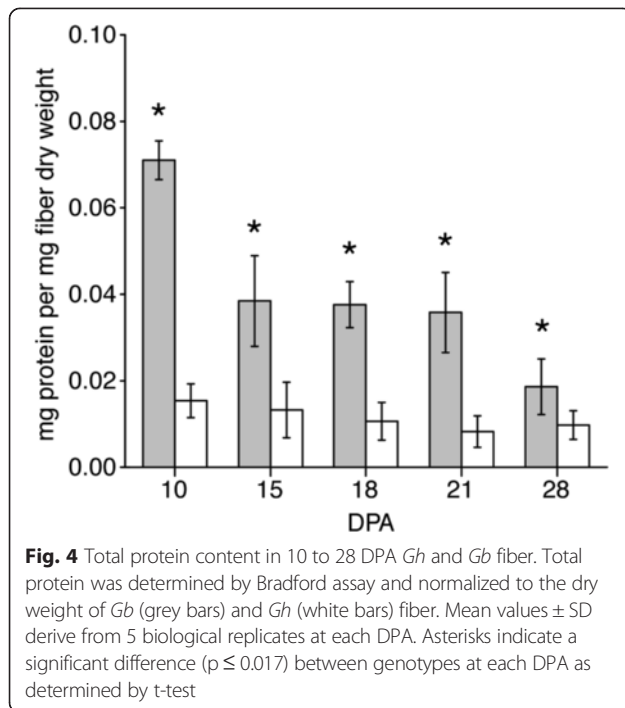 0.10
0.08
0.06
0.04
0.02
0.00
mg protein per mg fiber dry weight
* * * * *
10 15 18 21 28
DPA
Fig. 4 Total protein content in 10 to 28 DPA Gh and Gb fiber. Total
protein was determined by Bradford assay and normalized to the dry
weight of Gb (grey bars) and Gh (white bars) fiber. Mean values ± SD
derive from 5 biological replicates at each DPA. Asterisks indicate a
significant difference (p ≤ 0.017) between genotypes at each DPA as
determined by t-test